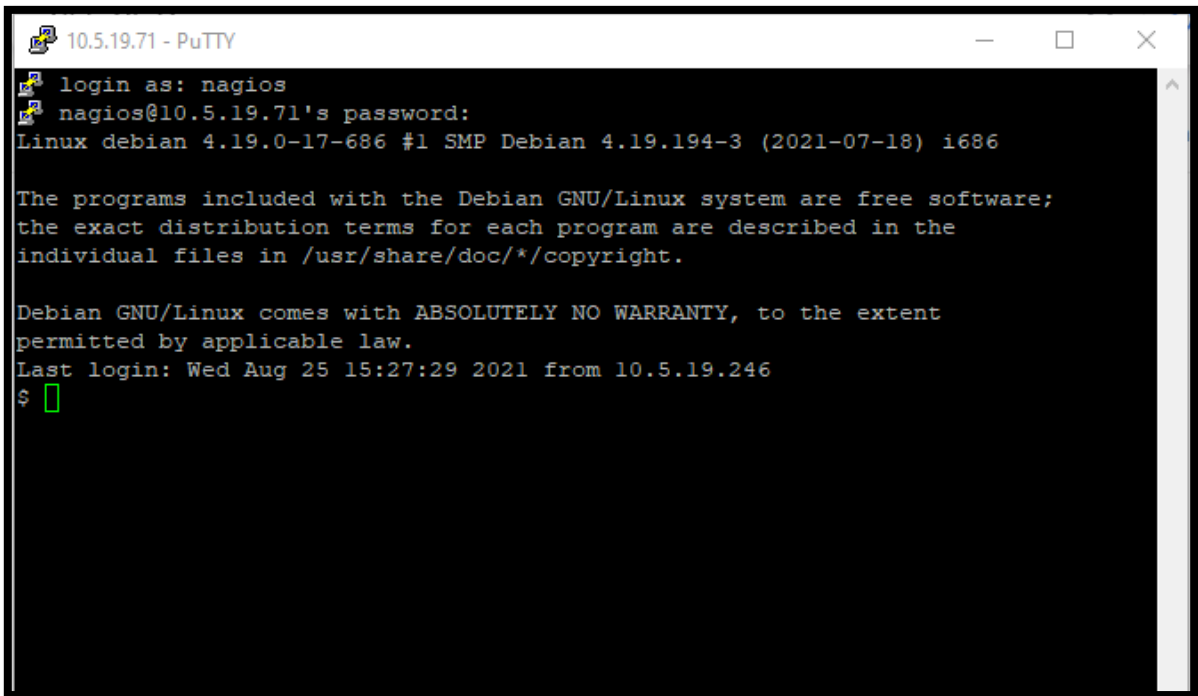 10.5.19.71 - PuTTY
login as: nagios
nagios@10.5.19.71's password:
Linux debian 4.19.0-17-686 #1 SMP Debian 4.19.194-3 (2021-07-18) i686
The programs included with the Debian GNU/Linux system are free software;
the exact distribution terms for each program are described in the
individual files in /usr/share/doc/*/copyright.
Debian GNU/Linux comes with ABSOLUTELY NO WARRANTY, to the extent
permitted by applicable law.
Last login: Wed Aug 25 15:27:29 2021 from 10.5.19.246
$